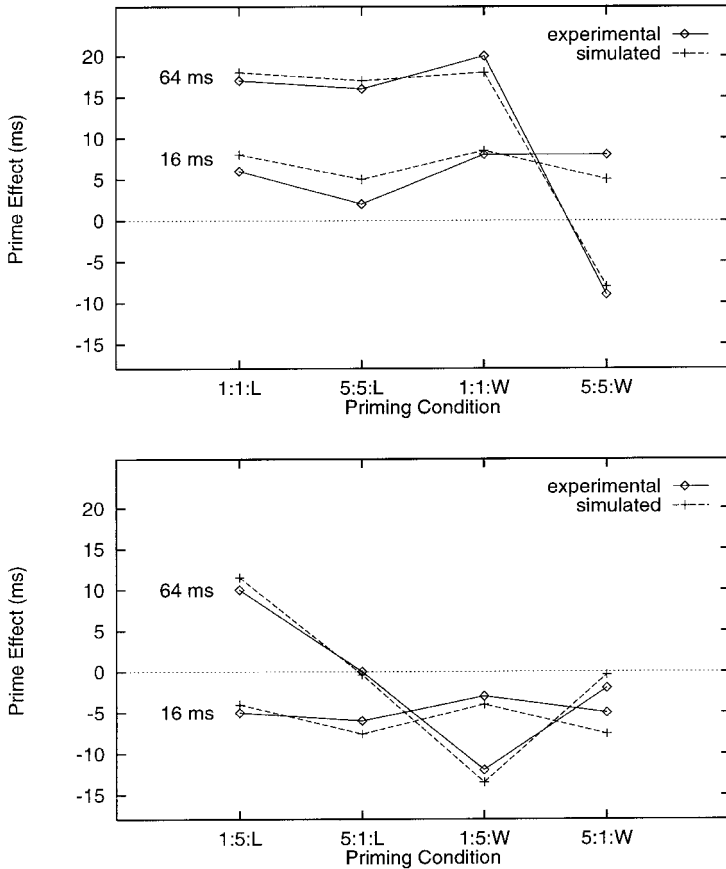 20
15
10
5
0
-5
-10
-15
Prime Effect (ms)
64 ms
16 ms
experimental
simulated
1:1:L 5:5:L 1:1:W 5:5:W
Priming Condition
20
15
10
5
0
-5
-10
-15
Prime Effect (ms)
64 ms
16 ms
experimental
simulated
1:5:L 5:1:L 1:5:W 5:1:W
Priming Condition